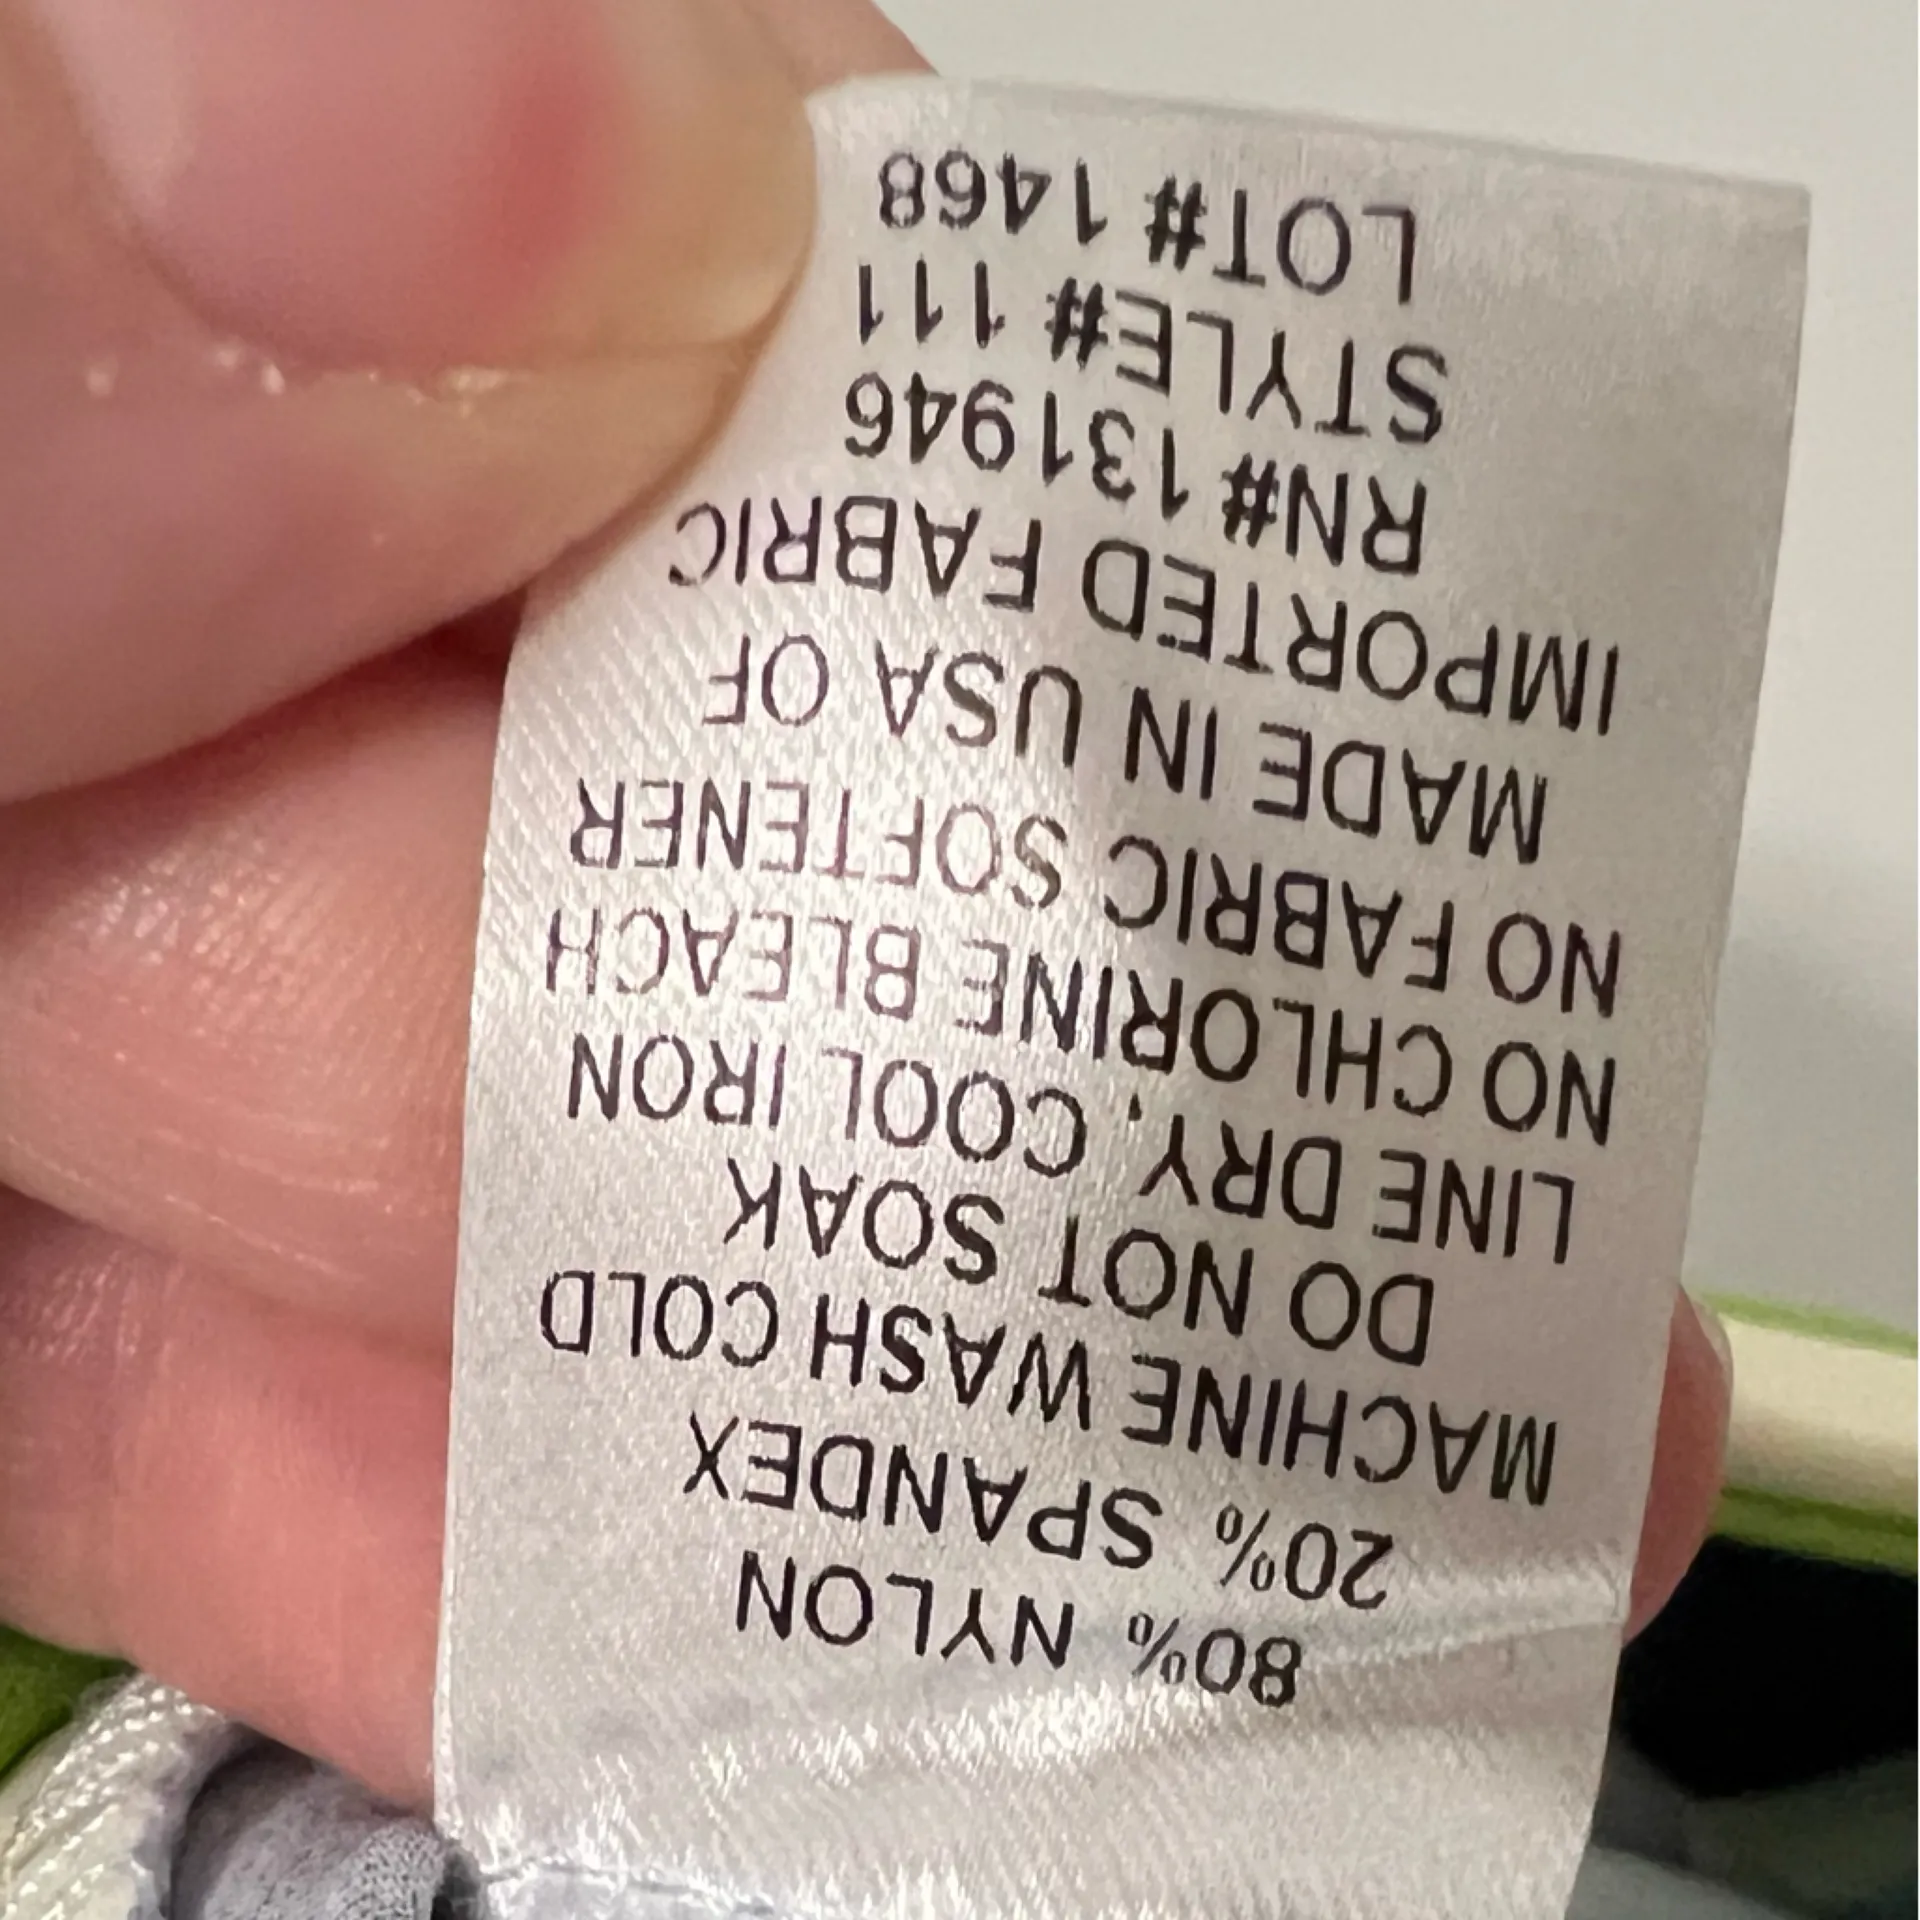 80% NYLON
20% SPANDEX
MACHINE WASH COLD
DO NOT SOAK
LINE DRY, COOL IRON
NO CHLORINE BLEACH
NO FABRIC SOFTENER
MADE IN USA OF
IMPORTED FABRIC
RN# 131946
STYLE# 111
LOT# 1468